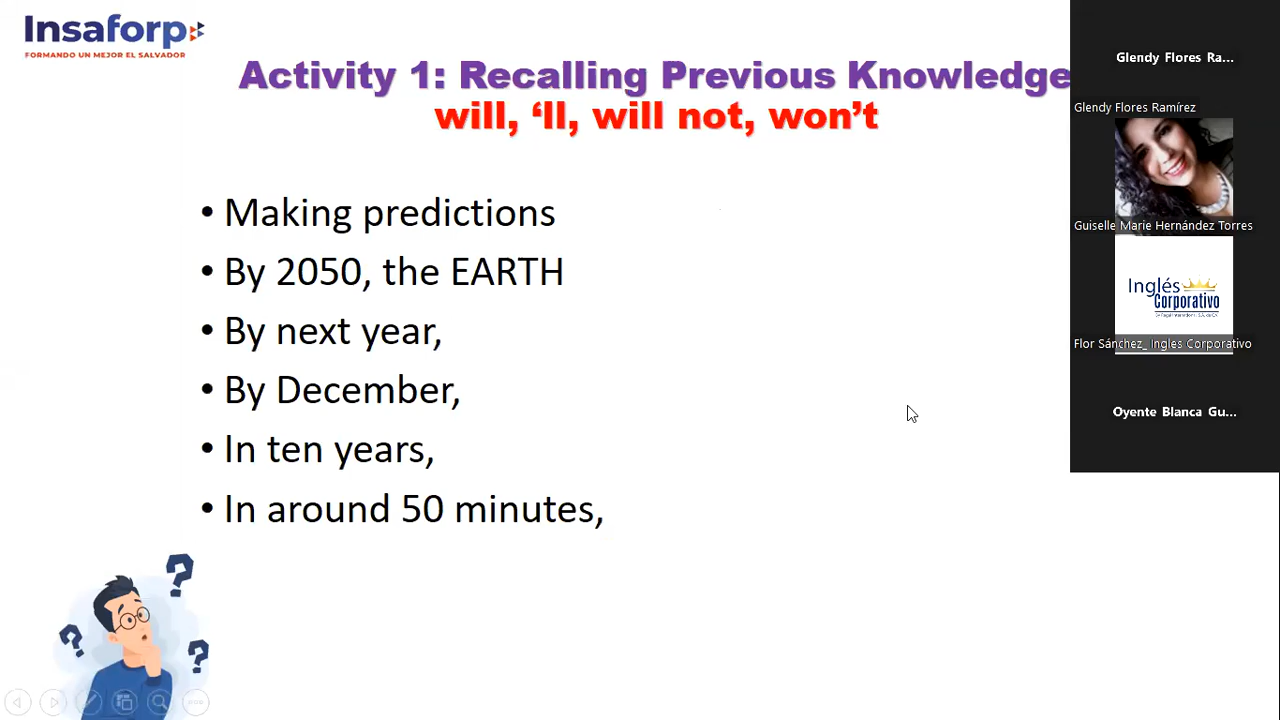 Insaforp
FORMANDO UN MEJOR EL SALVADOR
Activity 1: Recalling Previous Knowledge
will, ‘ll, will not, won’t
• Making predictions
• By 2050, the EARTH
• By next year,
• By December,
• In ten years,
• In around 50 minutes,
Glendy Flores Ra...
Glendy Flores Ramírez
Guiselle Marie Hernández Torres
Inglés
Corporativo
Flor Sánchez_ Ingles Corporativo
Oyente Blanca Gu...